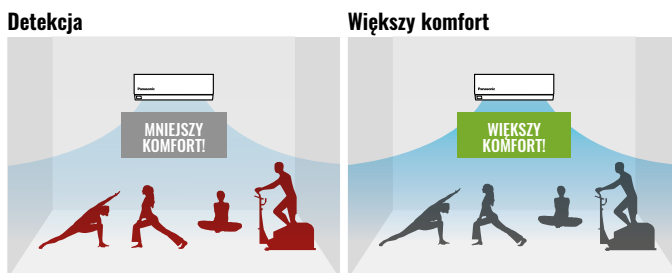 Detekcja
Większy komfort
Panasonic
MNIEJSZY
KOMFORT!
Panasonic
WIĘKSZY
KOMFORT!